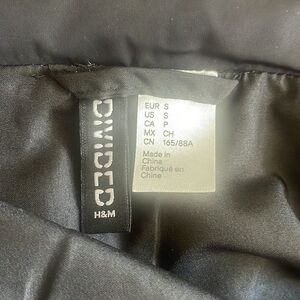 DIVIDED
H&M
EUR S
US S
CA P
MX CH
CN 165/88A
Made in
China
Fabriqué en
Chine